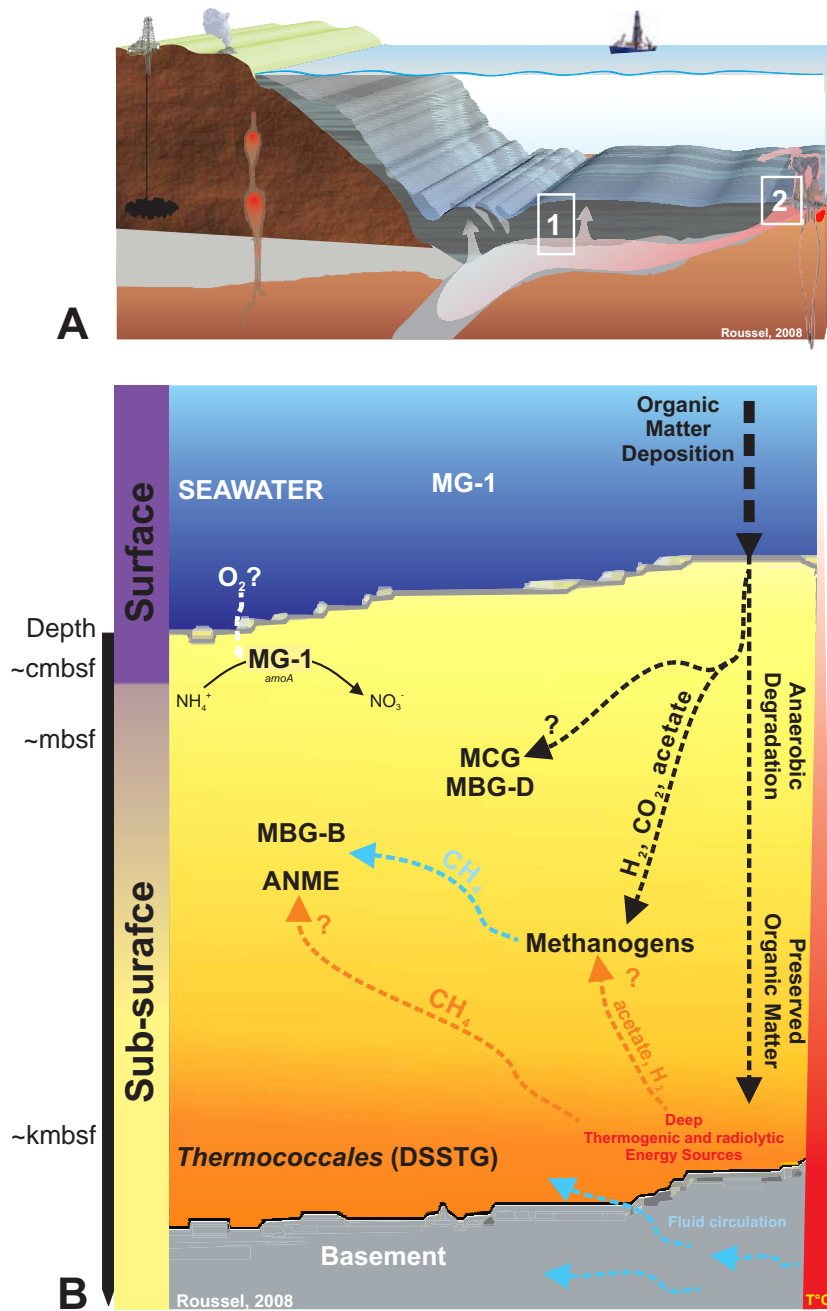 1
2
A
Roussel, 2008
Surface
Sub-surafce
Depth
~cmbsf
~mbsf
~kmbsf
Organic
Matter
Deposition
SEAWATER
MG-1
O₂?
MG-1
amoA
NH₄⁺
NO₃⁻
?
MCG
MBG-D
H₂, CO₂, acetate
Anaerobic
Degradation
MBG-B
ANME
CH₄
Methanogens
?
?
CH₄
acetate, H₂
Preserved
Organic Matter
Deep
Thermogenic and radiolytic
Energy Sources
Thermococcales (DSSTG)
Fluid circulation
Basement
B
Roussel, 2008
T°C